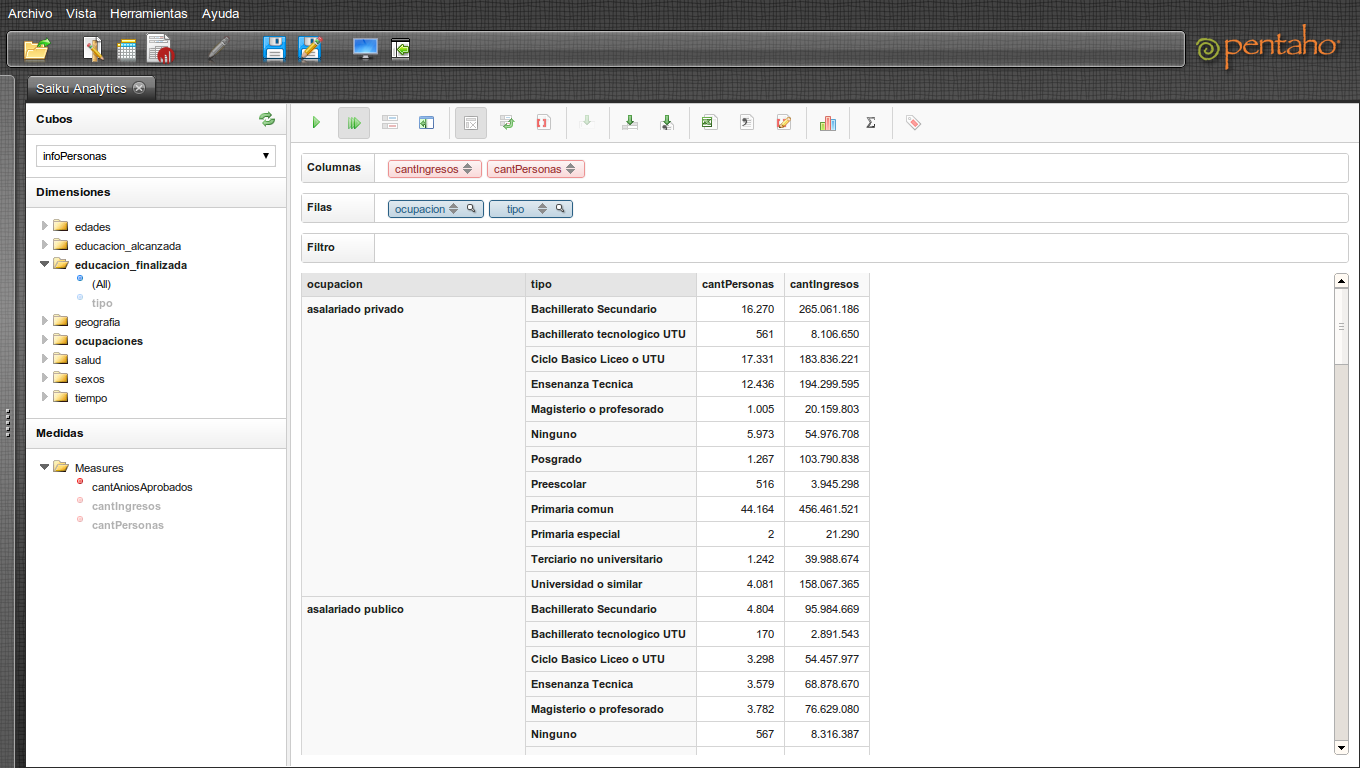 Archivo Vista Herramientas Ayuda
pentaho
Saiku Analytics
Cubos
infoPersonas
Dimensiones
edades
educacion_alcanzada
educacion_finalizada
(All)
tipo
geografia
ocupaciones
salud
sexos
tiempo
Medidas
Measures
cantAniosAprobados
cantIngresos
cantPersonas
Columnas cantIngresos cantPersonas
Filas ocupacion tipo
Filtro
ocupacion tipo cantPersonas cantIngresos
asalariado privado Bachillerato Secundario 16.270 265.061.186
Bachillerato tecnologico UTU 561 8.106.650
Ciclo Basico Liceo o UTU 17.331 183.836.221
Ensenanza Tecnica 12.436 194.299.595
Magisterio o profesorado 1.005 20.159.803
Ninguno 5.973 54.976.708
Posgrado 1.267 103.790.838
Preescolar 516 3.945.298
Primaria comun 44.164 456.461.521
Primaria especial 2 21.290
Terciario no universitario 1.242 39.988.674
Universidad o similar 4.081 158.067.365
asalariado publico Bachillerato Secundario 4.804 95.984.669
Bachillerato tecnologico UTU 170 2.891.543
Ciclo Basico Liceo o UTU 3.298 54.457.977
Ensenanza Tecnica 3.579 68.878.670
Magisterio o profesorado 3.782 76.629.080
Ninguno 567 8.316.387